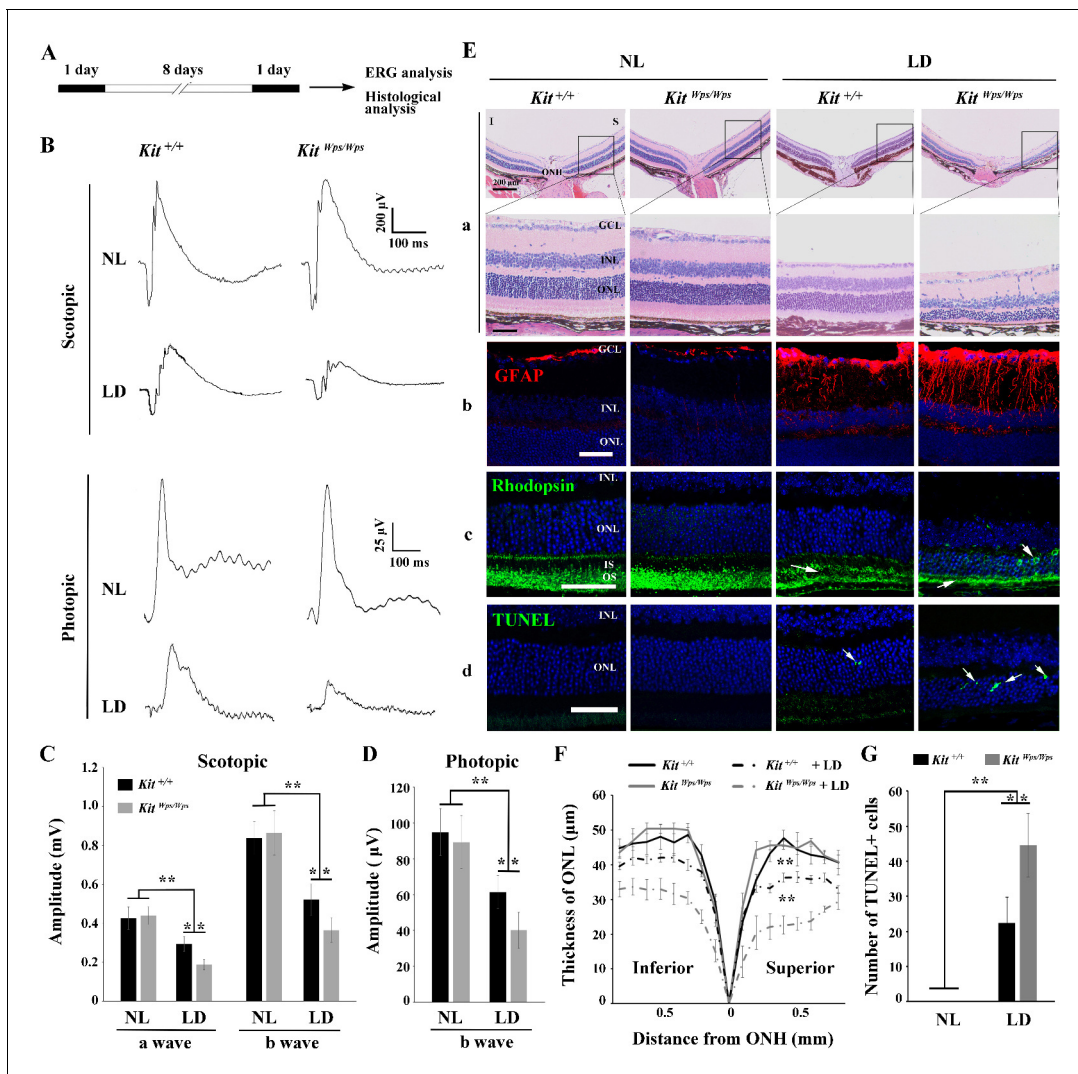 A
1 day 8 days 1 day
ERG analysis
Histological
analysis
B
Kit +/+ Kit Wps/Wps
Scotopic
NL
200 µV
100 ms
LD
Photopic
NL
25 µV
100 ms
LD
E
NL LD
Kit +/+ Kit Wps/Wps Kit +/+ Kit Wps/Wps
I S
ONH
200 µm
a
GCL
INL
ONL
b
GFAP
GCL
INL
ONL
c
Rhodopsin
INL
ONL
IS
OS
d
TUNEL
INL
ONL
C
Scotopic
Kit +/+
Kit Wps/Wps
Amplitude (mV)
1.2
1.0
0.8
0.6
0.4
0.2
0
**
**
**
**
NL LD NL LD
a wave b wave
D
Photopic
Amplitude ( µV)
120
100
80
60
40
20
0
**
**
NL LD
b wave
F
Kit +/+ Kit +/+ + LD
Kit Wps/Wps Kit Wps/Wps + LD
Thickness of ONL (µm)
60
50
40
30
20
10
0
**
**
Inferior Superior
0.5 0 0.5
Distance from ONH (mm)
G
Kit +/+ Kit Wps/Wps
Number of TUNEL+ cells
60
50
40
30
20
10
0
**
**
NL LD